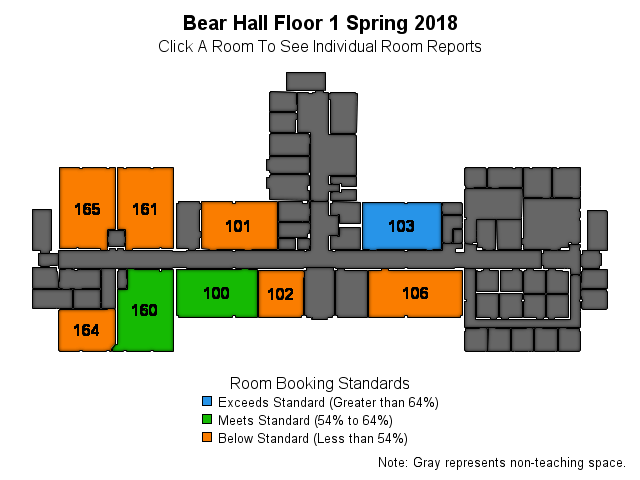 Bear Hall Floor 1 Spring 2018
Click A Room To See Individual Room Reports
165
161
101
103
160
100
102
106
164
Room Booking Standards
Exceeds Standard (Greater than 64%)
Meets Standard (54% to 64%)
Below Standard (Less than 54%)
Note: Gray represents non-teaching space.